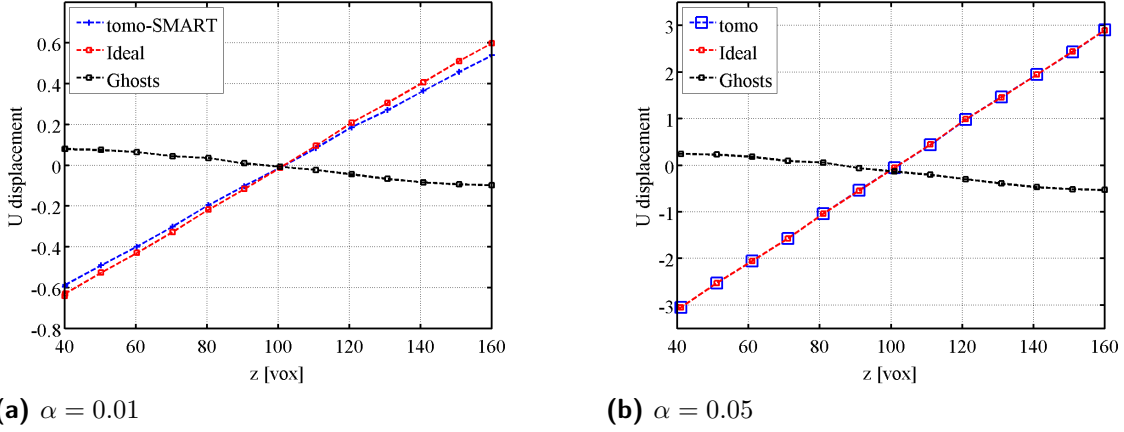 tomo-SMART
Ideal
Ghosts
0.6
0.4
0.2
0
-0.2
-0.4
-0.6
-0.8
U displacement
40 60 80 100 120 140 160
z [vox]
(a) α = 0.01
tomo
Ideal
Ghosts
3
2
1
0
-1
-2
-3
U displacement
40 60 80 100 120 140 160
z [vox]
(b) α = 0.05